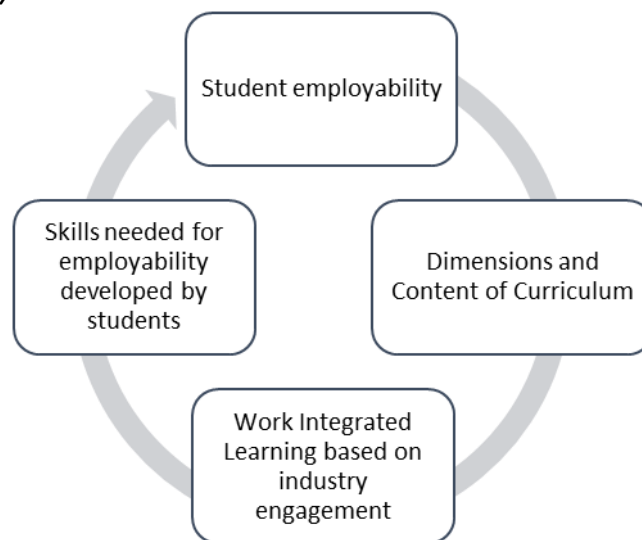 Student employability
Dimensions and
Content of Curriculum
Work Integrated
Learning based on
industry
engagement
Skills needed for
employability
developed by
students